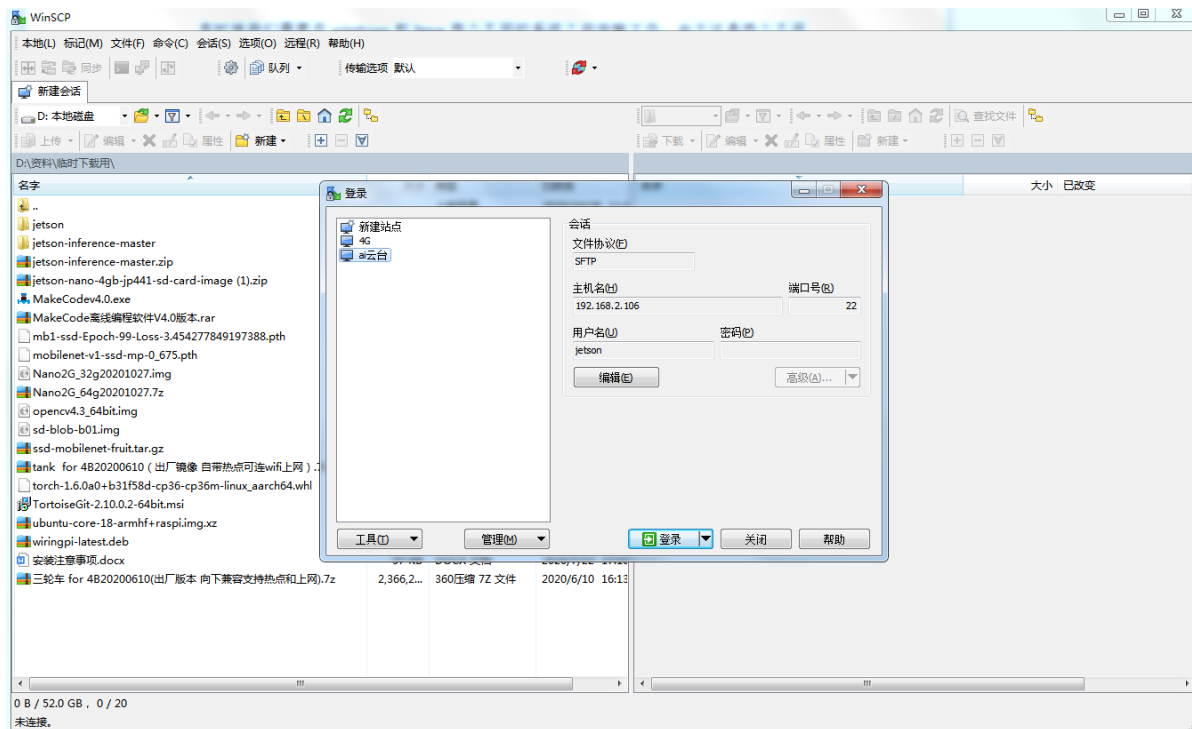 WinSCP
本地(L) 标记(M) 文件(F) 命令(C) 会话(S) 选项(O) 远程(R) 帮助(H)
同步 队列 传输选项 默认
新建会话
D: 本地磁盘 查找文件
上传 编辑 属性 新建 下载 编辑 属性 新建
D:\资料\临时下载用\
名字 大小 已改变
..
jetson
jetson-inference-master
jetson-inference-master.zip
jetson-nano-4gb-jp441-sd-card-image (1).zip
MakeCodev4.0.exe
MakeCode离线编程软件V4.0版本.rar
mb1-ssd-Epoch-99-Loss-3.454277849197388.pth
mobilenet-v1-ssd-mp-0_675.pth
Nano2G_32g20201027.img
Nano2G_64g20201027.7z
opencv4.3_64bit.img
sd-blob-b01.img
ssd-mobilenet-fruit.tar.gz
tank for 4B20200610（出厂镜像 自带热点可连wifi上网）.
torch-1.6.0a0+b31f58d-cp36-cp36m-linux_aarch64.whl
TortoiseGit-2.10.0.2-64bit.msi
ubuntu-core-18-armhf+raspi.img.xz
wiringpi-latest.deb
安装注意事项.docx
三轮车 for 4B20200610(出厂版本 向下兼容支持热点和上网).7z 2,366,2... 360压缩 7Z 文件 2020/6/10 16:13
登录
新建站点
4G
ai云台
会话
文件协议(F)
SFTP
主机名(H) 端口号(R)
192.168.2.106 22
用户名(U) 密码(P)
jetson
编辑(E) 高级(A)...
工具(T) 管理(M) 登录 关闭 帮助
0 B / 52.0 GB， 0 / 20
未连接。